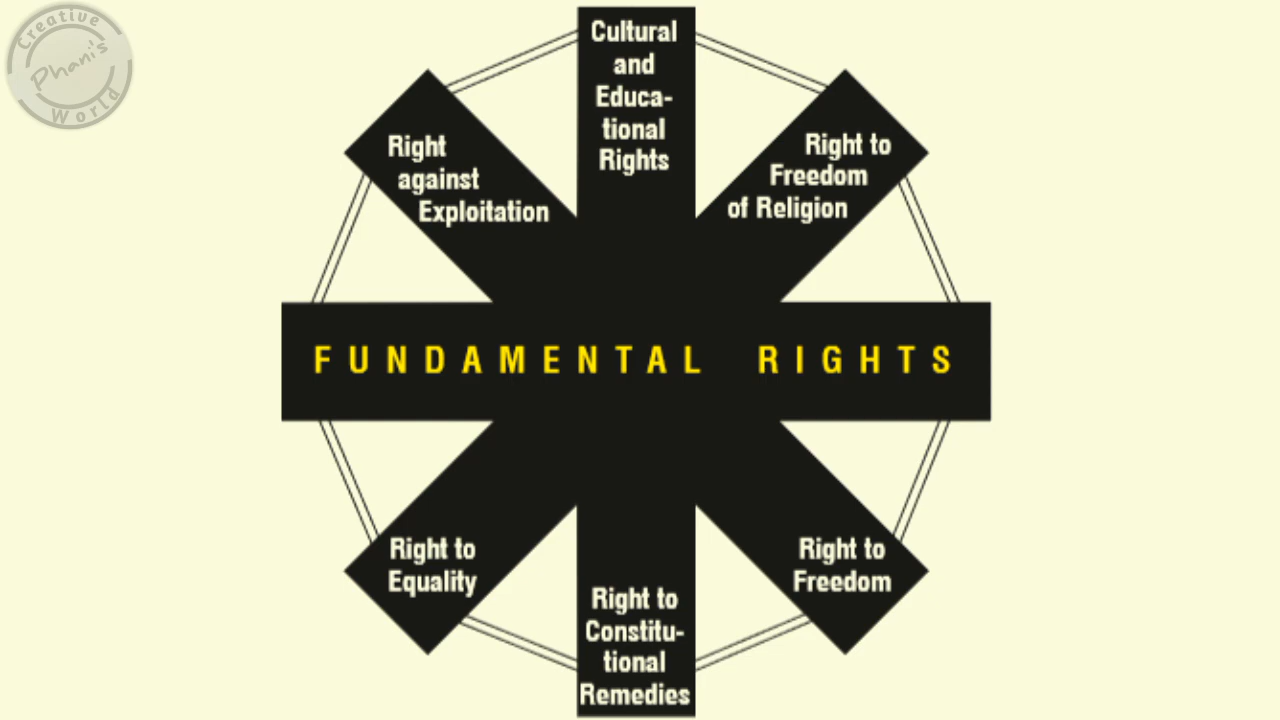 Creative
Phani's
World
Cultural
and
Educa-
tional
Rights
Right
against
Exploitation
Right to
Freedom
of Religion
FUNDAMENTAL RIGHTS
Right to
Equality
Right to
Constitu-
tional
Remedies
Right to
Freedom